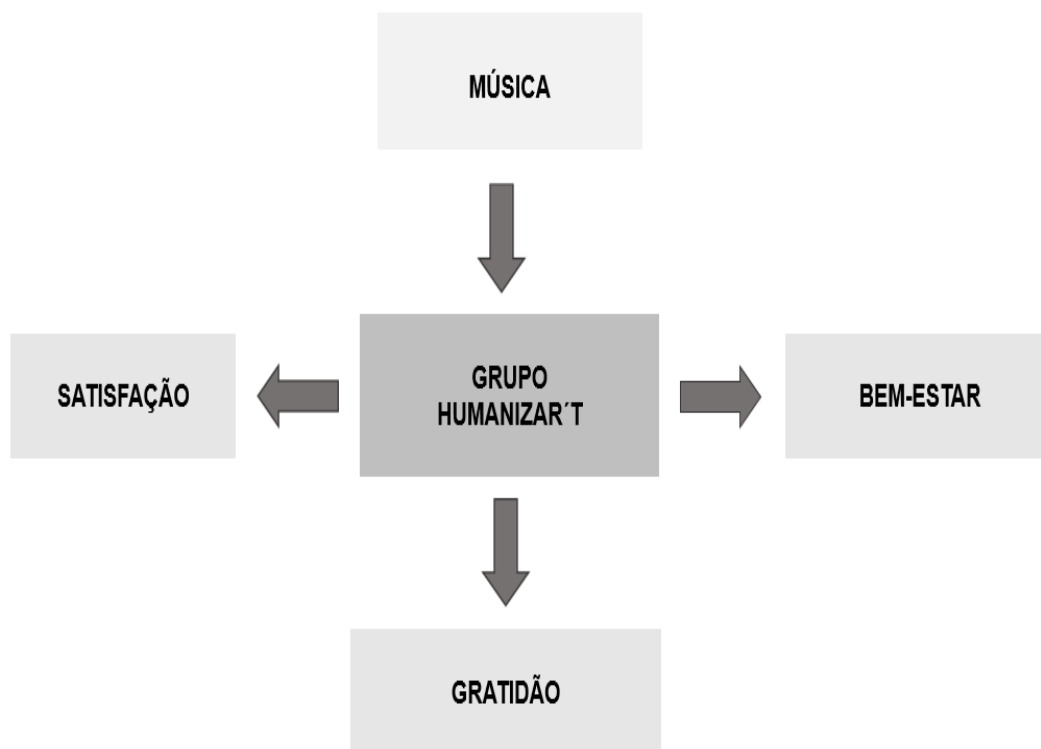 MÚSICA
SATISFAÇÃO
GRUPO
HUMANIZAR´T
BEM-ESTAR
GRATIDÃO